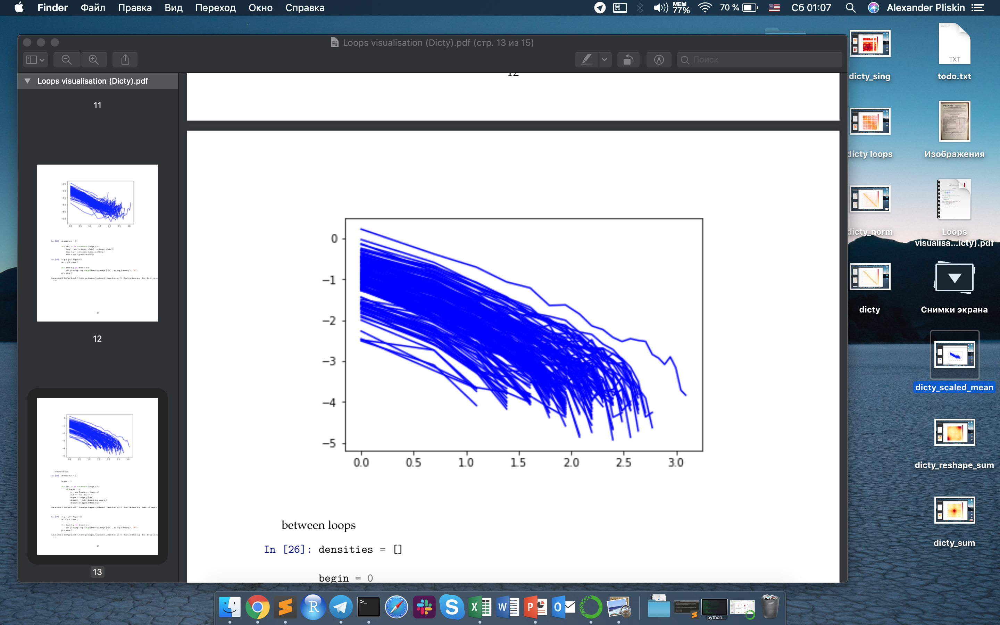 Finder Файл Правка Вид Переход Окно Справка MEM 77% 70 % Сб 01:07 Alexander Pliskin
Loops visualisation (Dicty).pdf (стр. 13 из 15)
Поиск
Loops visualisation (Dicty).pdf
11
12
13
12
0
−1
−2
−3
−4
−5
0.0 0.5 1.0 1.5 2.0 2.5 3.0
between loops
In [26]: densities = []
begin = 0
dicty_sing
TXT
todo.txt
dicty loops
Изображения
dicty_norm
Loops
visualisa...icty).pdf
dicty
Снимки экрана
dicty_scaled_mean
dicty_reshape_sum
dicty_sum
python...